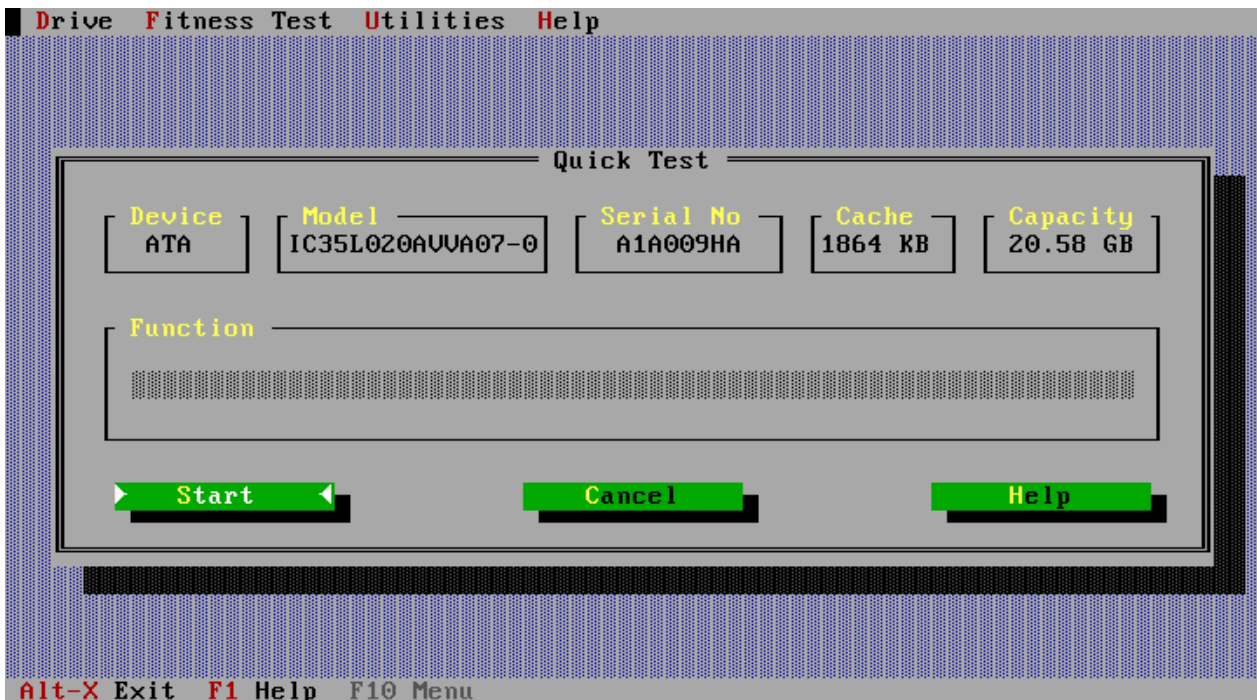 Drive Fitness Test Utilities Help
Quick Test
Device Model Serial No Cache Capacity
ATA IC35L020AVVA07-0 A1A009HA 1864 KB 20.58 GB
Function
Start Cancel Help
Alt-X Exit F1 Help F10 Menu